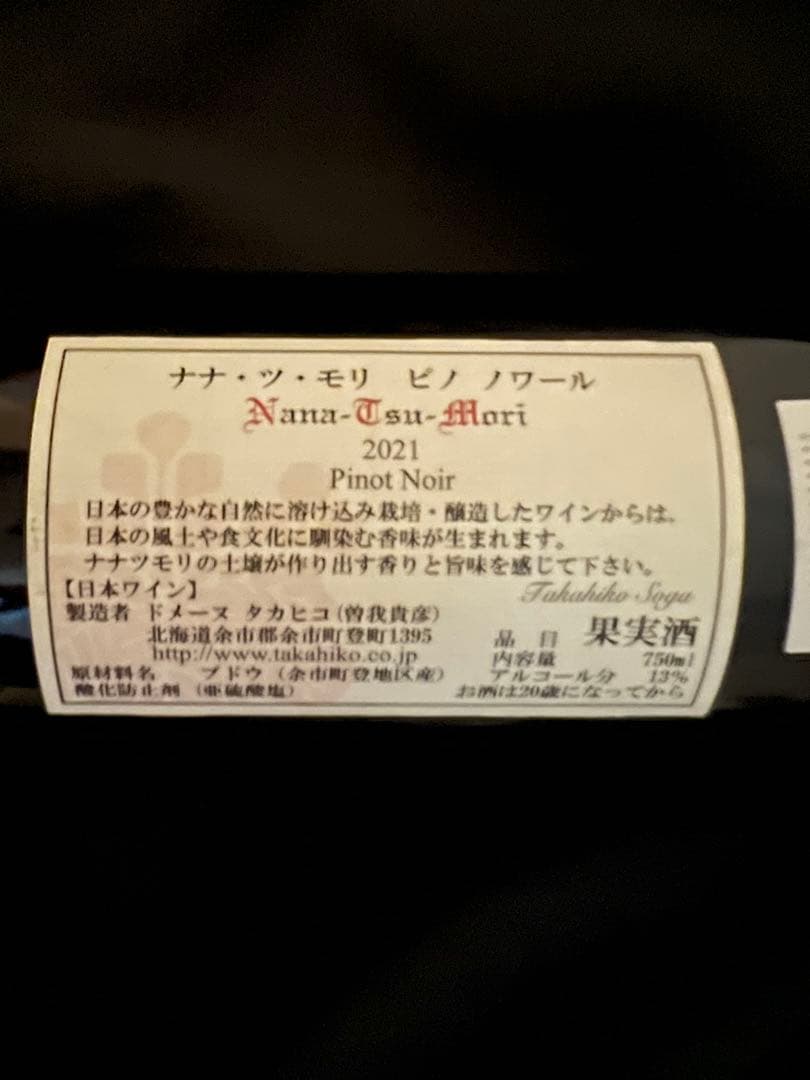 ナナ・ツ・モリ ピノ ノワール
Nana-Tsu-Mori
2021
Pinot Noir
日本の豊かな自然に溶け込み栽培・醸造したワインからは、
日本の風土や食文化に馴染む香味が生まれます。
ナナツモリの土壌が作り出す香りと旨味を感じて下さい。
Takahiko Soga
【日本ワイン】
製造者 ドメーヌ タカヒコ(曽我貴彦)
北海道余市郡余市町登町1395
http://www.takahiko.co.jp
原材料名 ブドウ (余市町登地区産)
酸化防止剤 (亜硫酸塩)
品目 果実酒
内容量 750ml
アルコール分 13%
お酒は20歳になってから